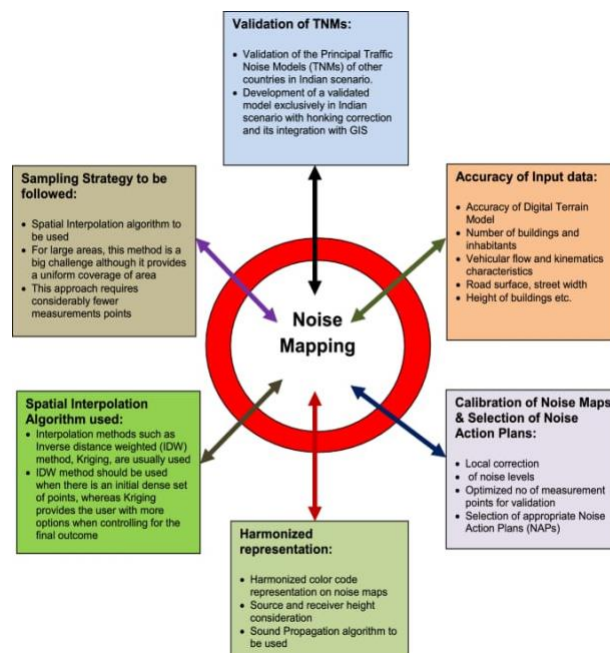 Validation of TNMs:
• Validation of the Principal Traffic
Noise Models (TNMs) of other
countries in Indian scenario.
• Development of a validated
model exclusively in Indian
scenario with honking correction
and its integration with GIS
Sampling Strategy to be
followed:
• Spatial Interpolation algorithm to
be used
• For large areas, this method is a
big challenge although it provides
a uniform coverage of area
• This approach requires
considerably fewer
measurements points
Accuracy of Input data:
• Accuracy of Digital Terrain
Model
• Number of buildings and
inhabitants
• Vehicular flow and kinematics
characteristics
• Road surface, street width
• Height of buildings etc.
Noise
Mapping
Spatial Interpolation
Algorithm used:
• Interpolation methods such as
Inverse distance weighted (IDW)
method, Kriging, are usually used
• IDW method should be used
when there is an initial dense set
of points, whereas Kriging
provides the user with more
options when controlling for the
final outcome
Calibration of Noise Maps
& Selection of Noise
Action Plans:
• Local correction
• of noise levels
• Optimized no of measurement
points for validation
• Selection of appropriate Noise
Action Plans (NAPs)
Harmonized
representation:
• Harmonized color code
representation on noise maps
• Source and receiver height
consideration
• Sound Propagation algorithm to
be used